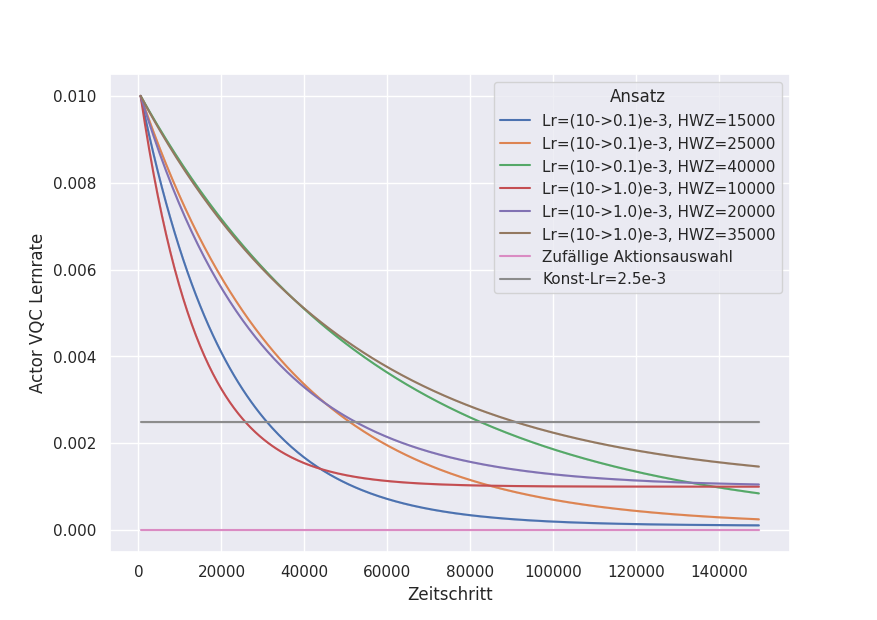 Ansatz
Lr=(10->0.1)e-3, HWZ=15000
Lr=(10->0.1)e-3, HWZ=25000
Lr=(10->0.1)e-3, HWZ=40000
Lr=(10->1.0)e-3, HWZ=10000
Lr=(10->1.0)e-3, HWZ=20000
Lr=(10->1.0)e-3, HWZ=35000
Zufällige Aktionsauswahl
Konst-Lr=2.5e-3
Actor VQC Lernrate
0.010
0.008
0.006
0.004
0.002
0.000
0 20000 40000 60000 80000 100000 120000 140000
Zeitschritt